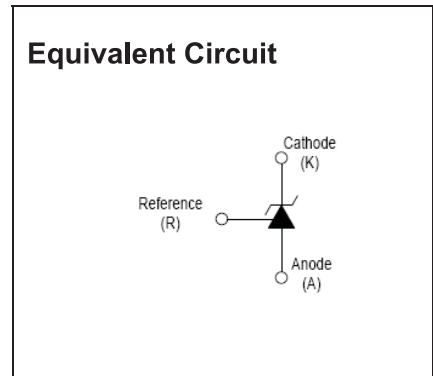 Equivalent Circuit
Cathode
(K)
Reference
(R)
Anode
(A)